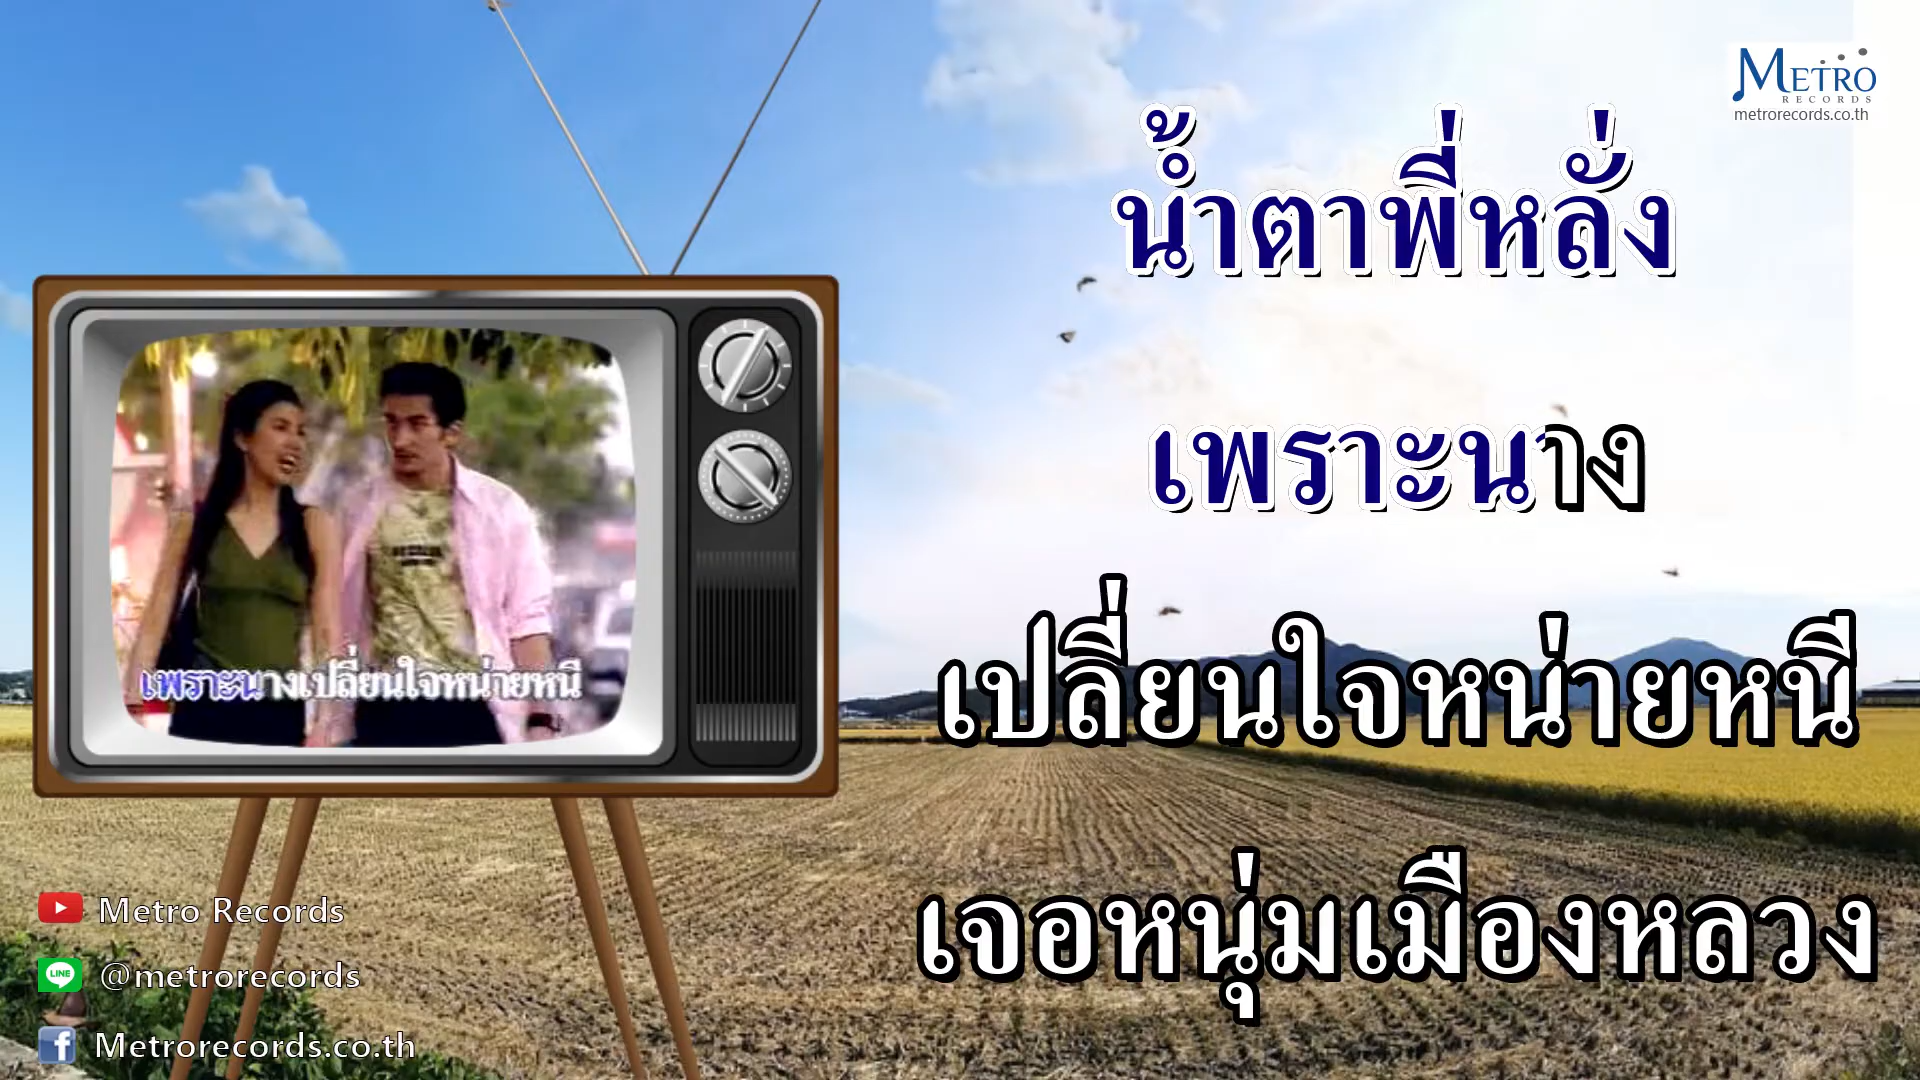 METRO
RECORDS
metrorecords.co.th
น้ำตาพี่หลั่ง
เพราะนาง
เปลี่ยนใจหน่ายหนี
เจอหนุ่มเมืองหลวง
เพราะนางเปลี่ยนใจหน่ายหนี
Metro Records
LINE
@metrorecords
Metrorecords.co.th